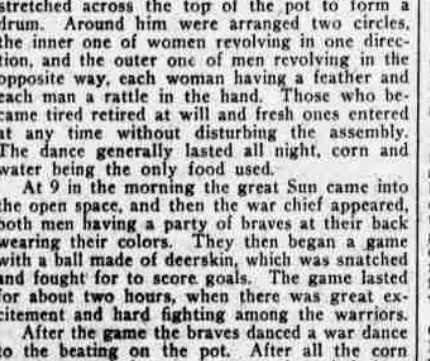 stretched across the top of the pot to form a
drum. Around him were arranged two circles,
the inner one of women revolving in one direc-
tion, and the outer one of men revolving in the
opposite way, each woman having a feather and
each man a rattle in the hand. Those who be-
came tired retired at will and fresh ones entered
at any time without disturbing the assembly.
The dance generally lasted all night, corn and
water being the only food used.
At 9 in the morning the great Sun came into
the open space, and then the war chief appeared,
both men having a party of braves at their back
wearing their colors. They then began a game
with a ball made of deerskin, which was snatched
and fought for to score goals. The game lasted
for about two hours, when there was great ex-
citement and hard fighting among the warriors.
After the game the braves danced a war dance
to the beating on the pot. After all the corn